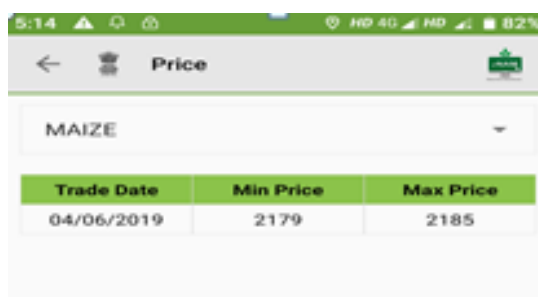 5:14 HD 4G HD 82%
Price
MAIZE
Trade Date Min Price Max Price
04/06/2019 2179 2185